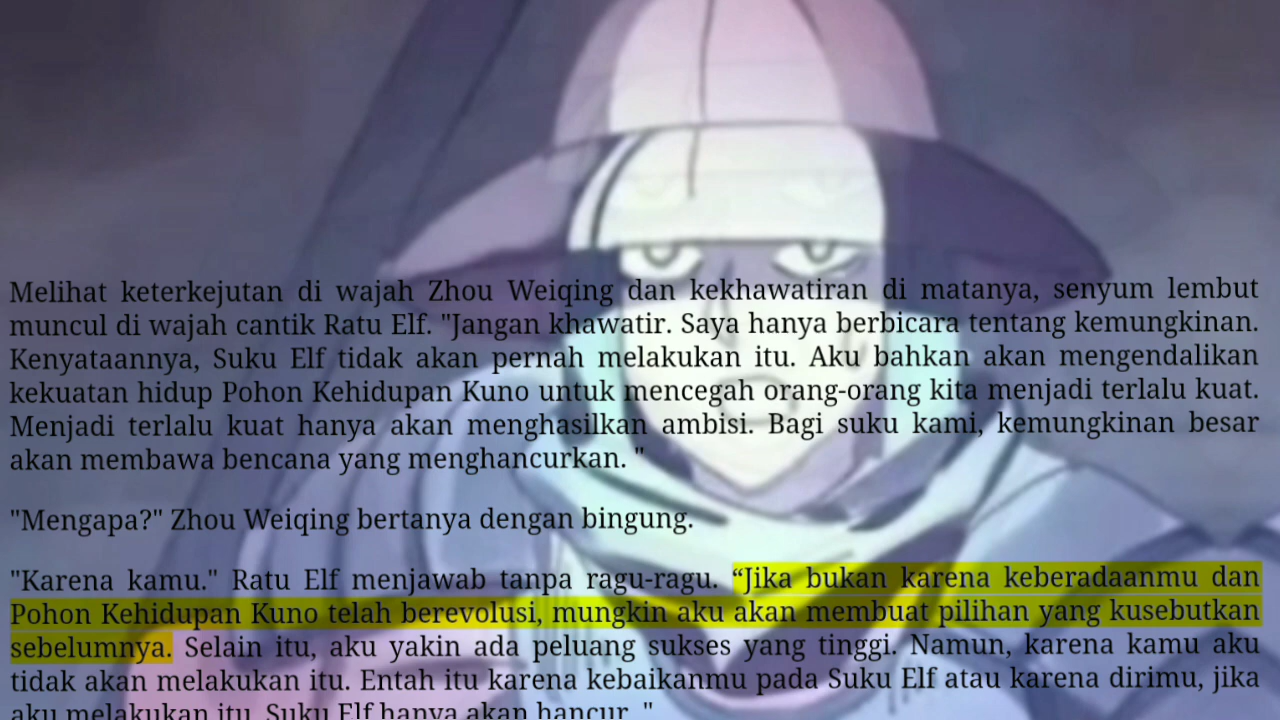 Melihat keterkejutan di wajah Zhou Weiqing dan kekhawatiran di matanya, senyum lembut
muncul di wajah cantik Ratu Elf. "Jangan khawatir. Saya hanya berbicara tentang kemungkinan.
Kenyataannya, Suku Elf tidak akan pernah melakukan itu. Aku bahkan akan mengendalikan
kekuatan hidup Pohon Kehidupan Kuno untuk mencegah orang-orang kita menjadi terlalu kuat.
Menjadi terlalu kuat hanya akan menghasilkan ambisi. Bagi suku kami, kemungkinan besar
akan membawa bencana yang menghancurkan. "
"Mengapa?" Zhou Weiqing bertanya dengan bingung.
"Karena kamu." Ratu Elf menjawab tanpa ragu-ragu. “Jika bukan karena keberadaanmu dan
Pohon Kehidupan Kuno telah berevolusi, mungkin aku akan membuat pilihan yang kusebutkan
sebelumnya. Selain itu, aku yakin ada peluang sukses yang tinggi. Namun, karena kamu aku
tidak akan melakukan itu. Entah itu karena kebaikanmu pada Suku Elf atau karena dirimu, jika
aku melakukan itu, Suku Elf hanya akan hancur. "